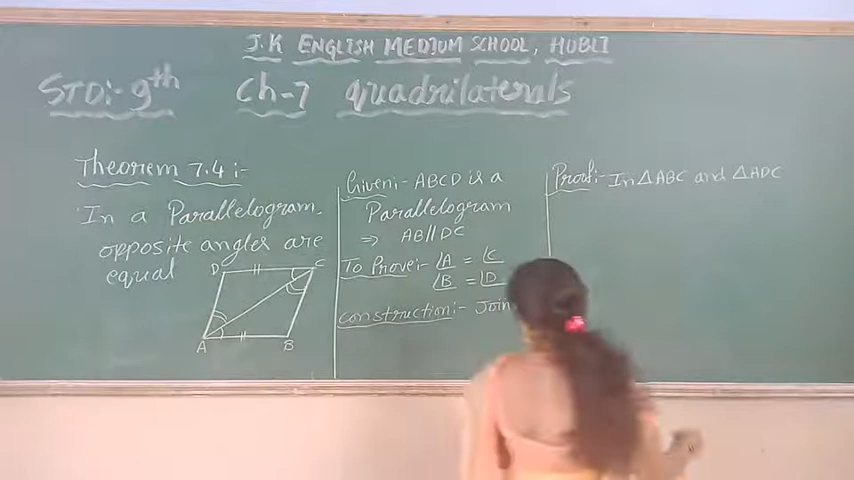 J.K ENGLISH MEDIUM SCHOOL, HUBLI
STD:- 9th Ch-7 quadrilaterals
Theorem 7.4:-
In a Parallelogram.
opposite angles are
equal
D C
A B
Given:- ABCD is a
Parallelogram
⇒ AB∥DC
To Prove:- ∠A = ∠C
∠B = ∠D
Construction:- Join
Proof:- In △ABC and △ADC